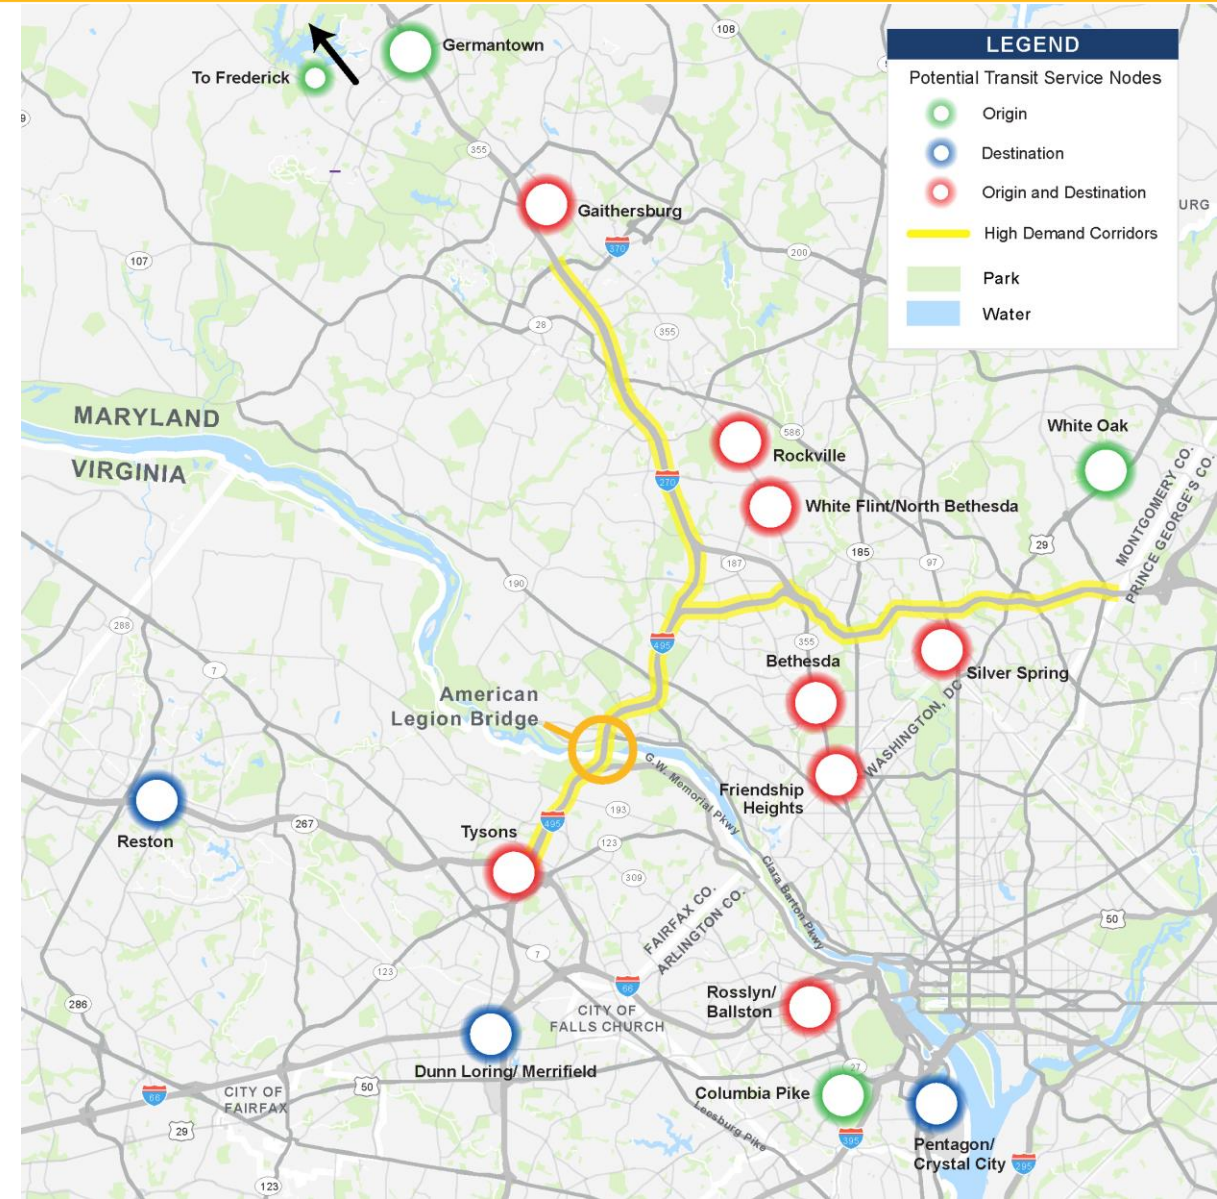 108
LEGEND
Potential Transit Service Nodes
Origin
Destination
Origin and Destination
High Demand Corridors
Park
Water
Germantown
To Frederick
355
Gaithersburg
370
URG
200
107
28
355
MARYLAND
VIRGINIA
White Oak
586
Rockville
270
White Flint/North Bethesda
MONTGOMERY CO.
PRINCE GEORGE'S CO.
29
185
97
187
190
288
7
495
355
Bethesda
Silver Spring
American
Legion Bridge
WASHINGTON, DC
G.W. Memorial Pkwy
Friendship
Heights
Reston
267
Tysons
495
193
123
309
Clara Barton Pkwy
FAIRFAX CO.
ARLINGTON CO.
50
7
123
66
286
CITY OF
FALLS CHURCH
Rosslyn/
Ballston
Dunn Loring/ Merrifield
27
Columbia Pike
66
CITY OF
FAIRFAX
50
29
Leesburg Pike
395
Pentagon/
Crystal City
295
123